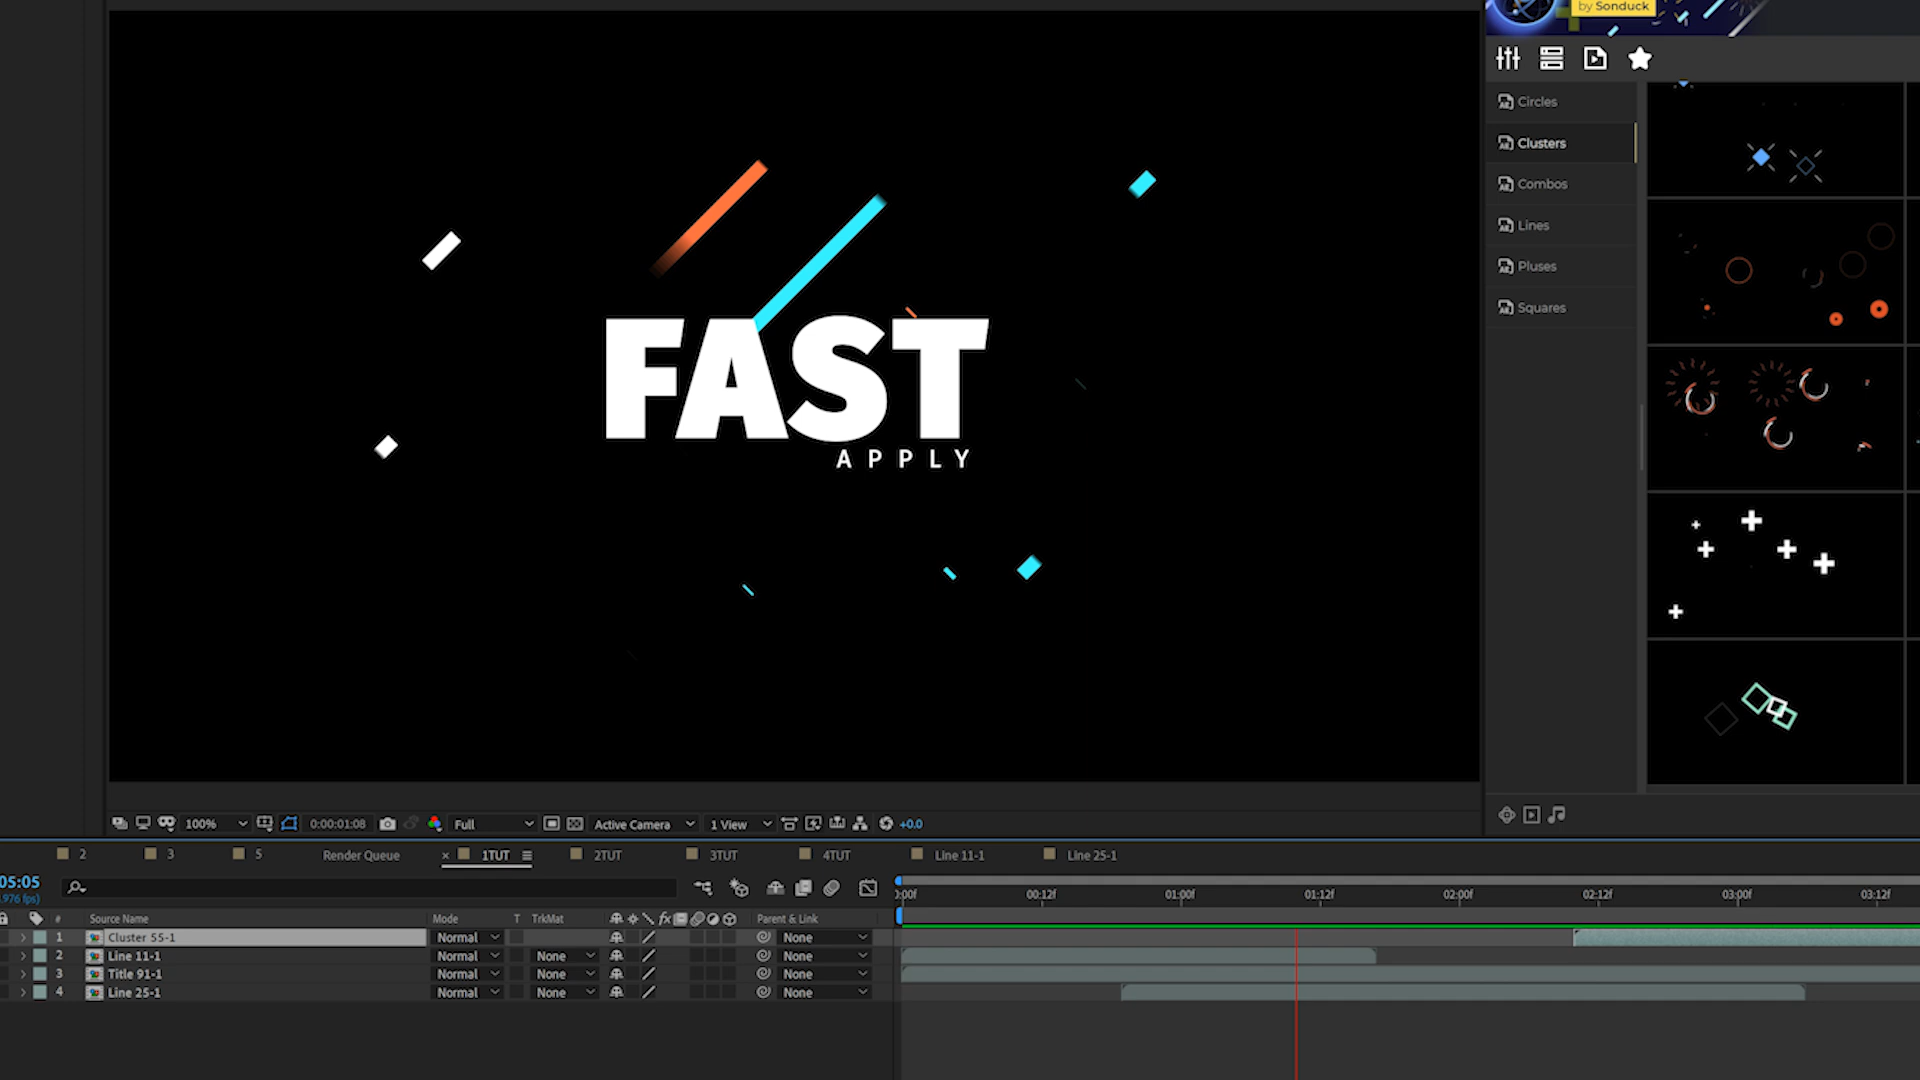 by Sonduck
Circles
Clusters
Combos
Lines
Pluses
Squares
FAST
APPLY
100%
0:00:01:08
Full
Active Camera
1 View
+0.0
2
3
5
Render Queue
× 1TUT
2TUT
3TUT
4TUT
Line 11-1
Line 25-1
05:05
.976 fps)
:00f
00:12f
01:00f
01:12f
02:00f
02:12f
03:00f
03:12f
# Source Name Mode T TrkMat fx Parent & Link
1 Cluster 55-1 Normal None
2 Line 11-1 Normal None None
3 Title 91-1 Normal None None
4 Line 25-1 Normal None None